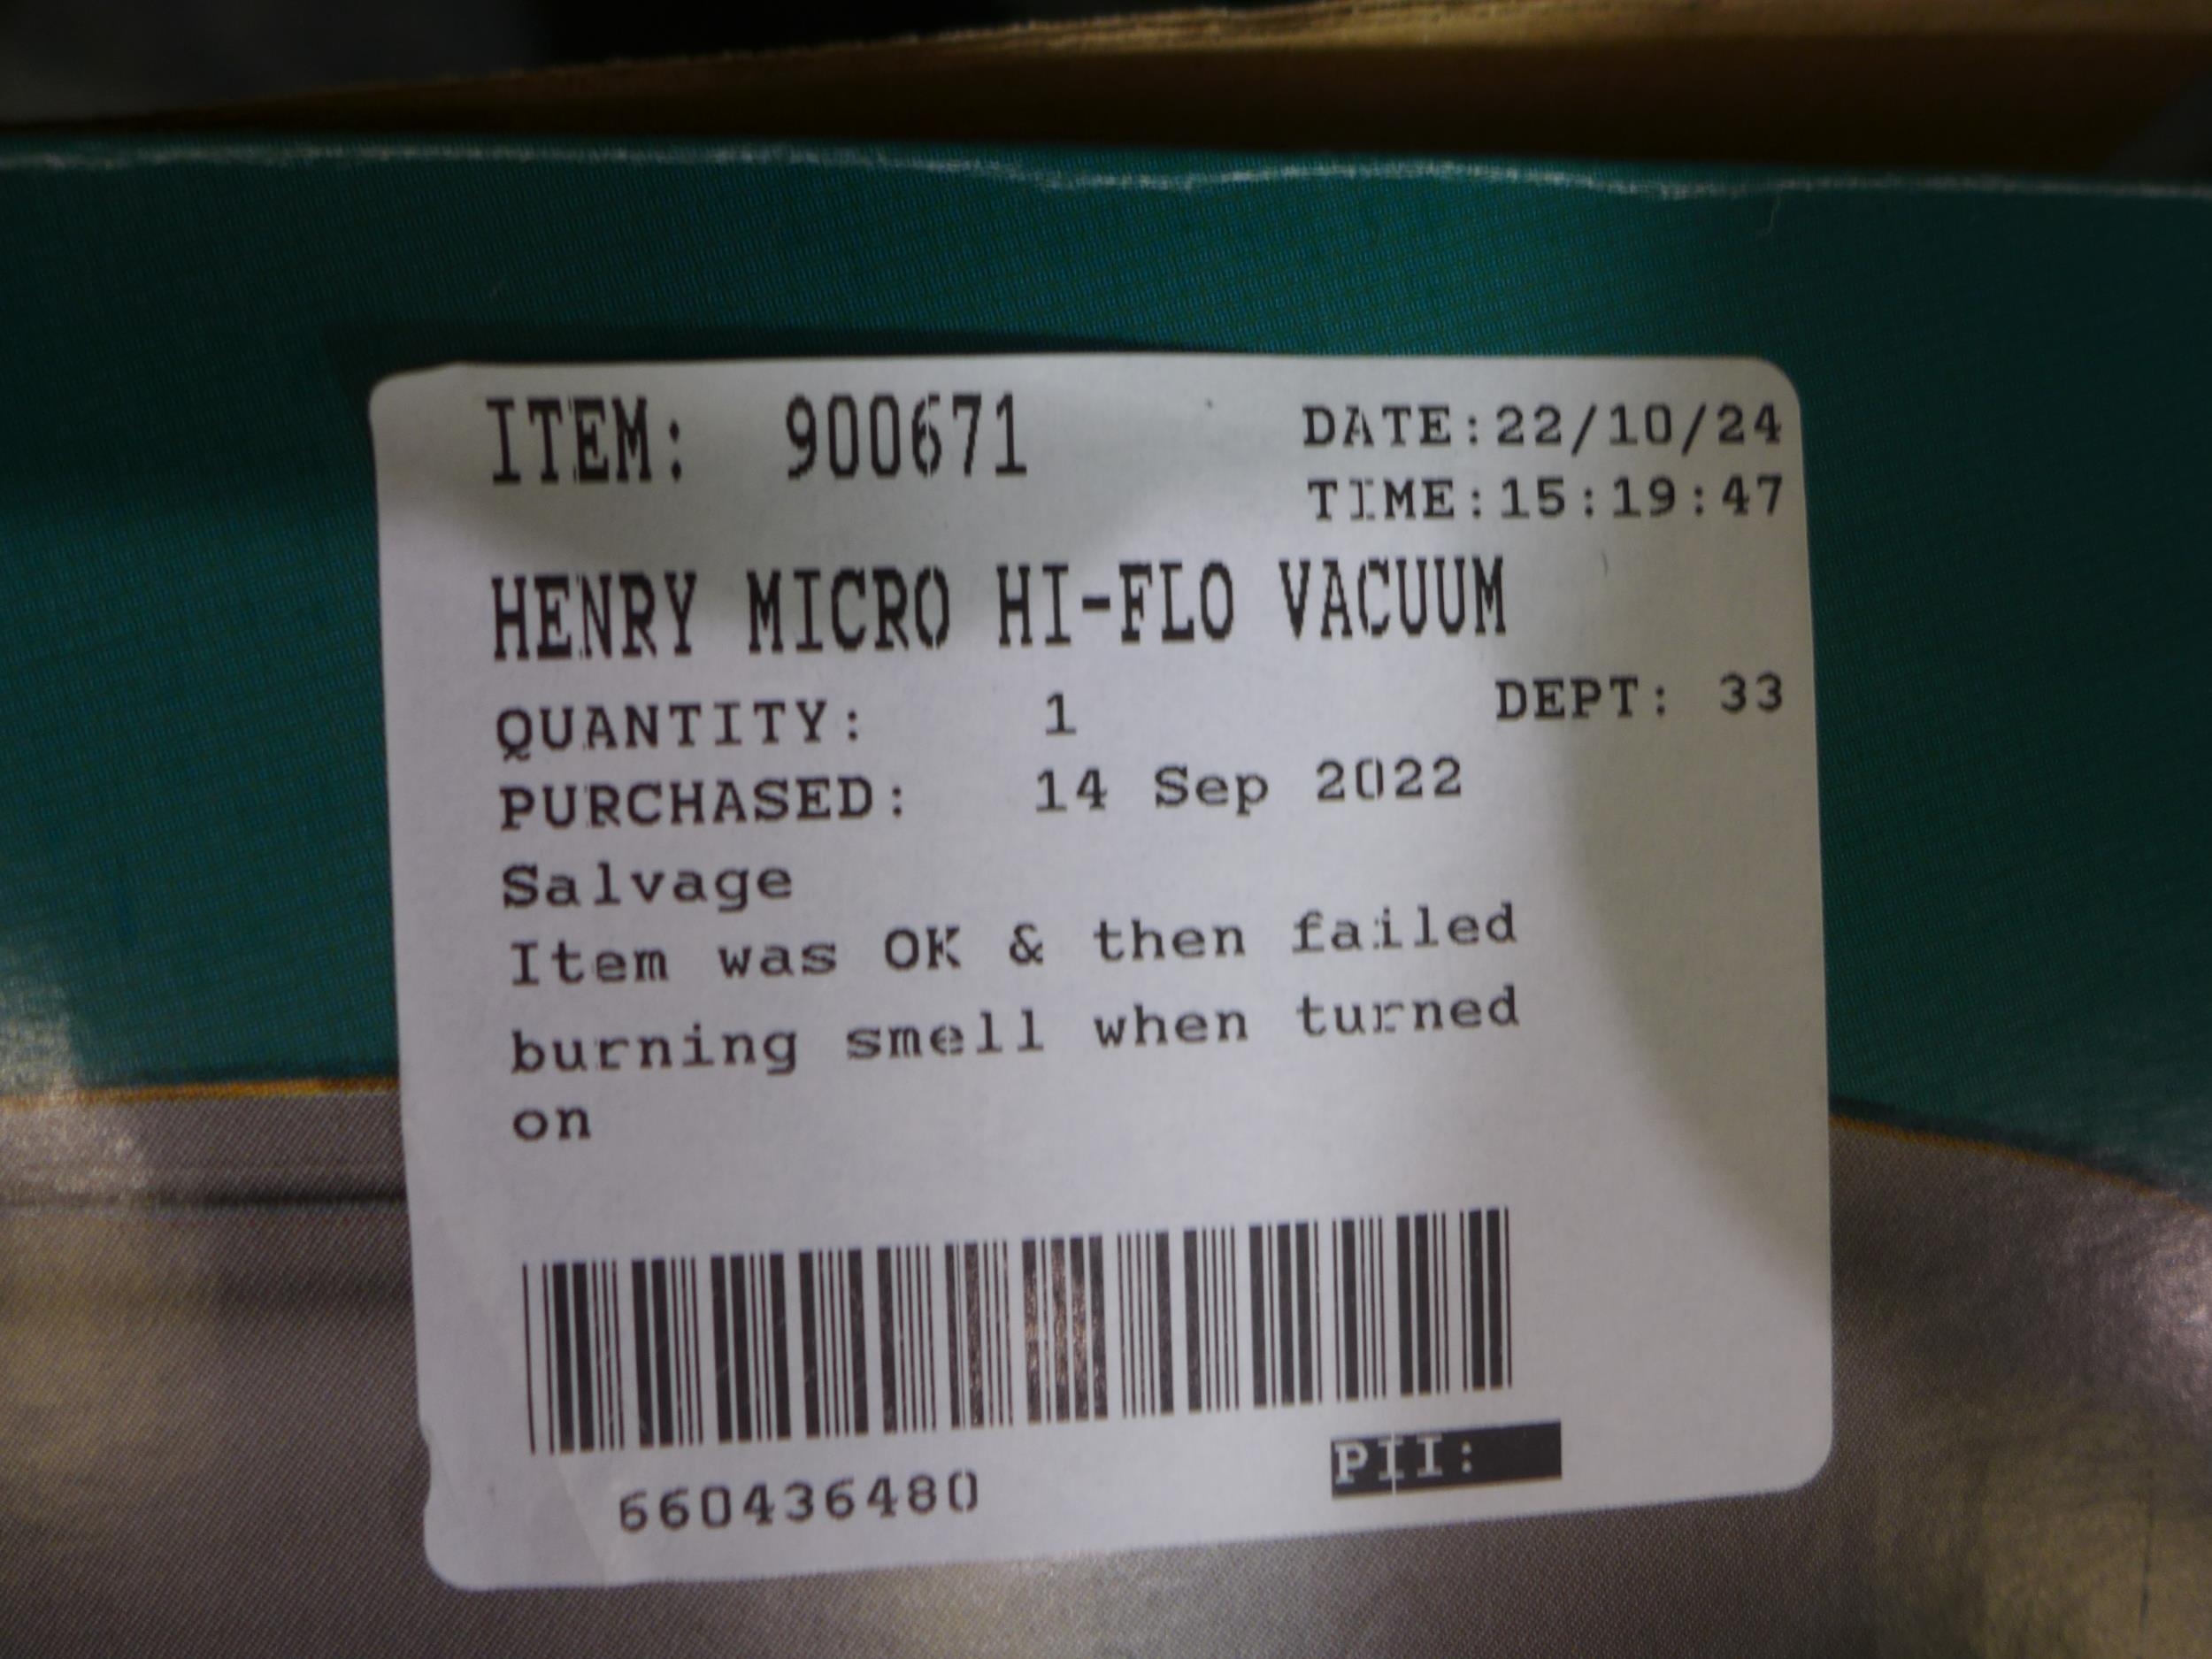 ITEM: 900671
DATE:22/10/24
TIME:15:19:47
HENRY MICRO HI-FLO VACUUM
QUANTITY: 1
DEPT: 33
PURCHASED: 14 Sep 2022
Salvage
Item was OK & then failed
burning smell when turned
on
660436480
PII: